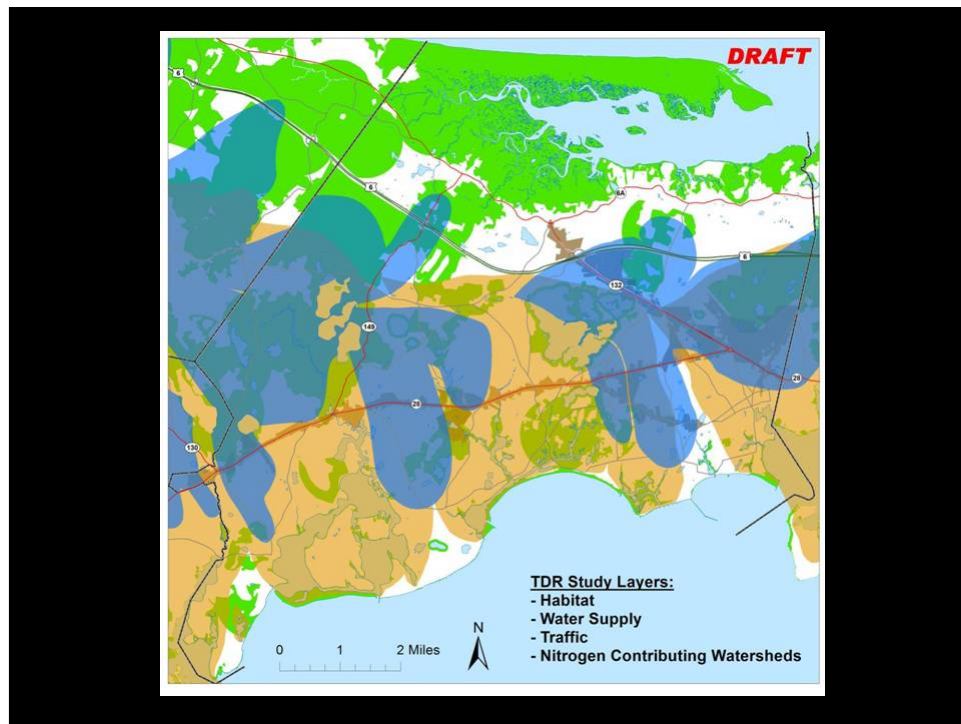 DRAFT
6
6
6A
6
132
149
28
28
130
TDR Study Layers:
- Habitat
- Water Supply
- Traffic
- Nitrogen Contributing Watersheds
N
0 1 2 Miles